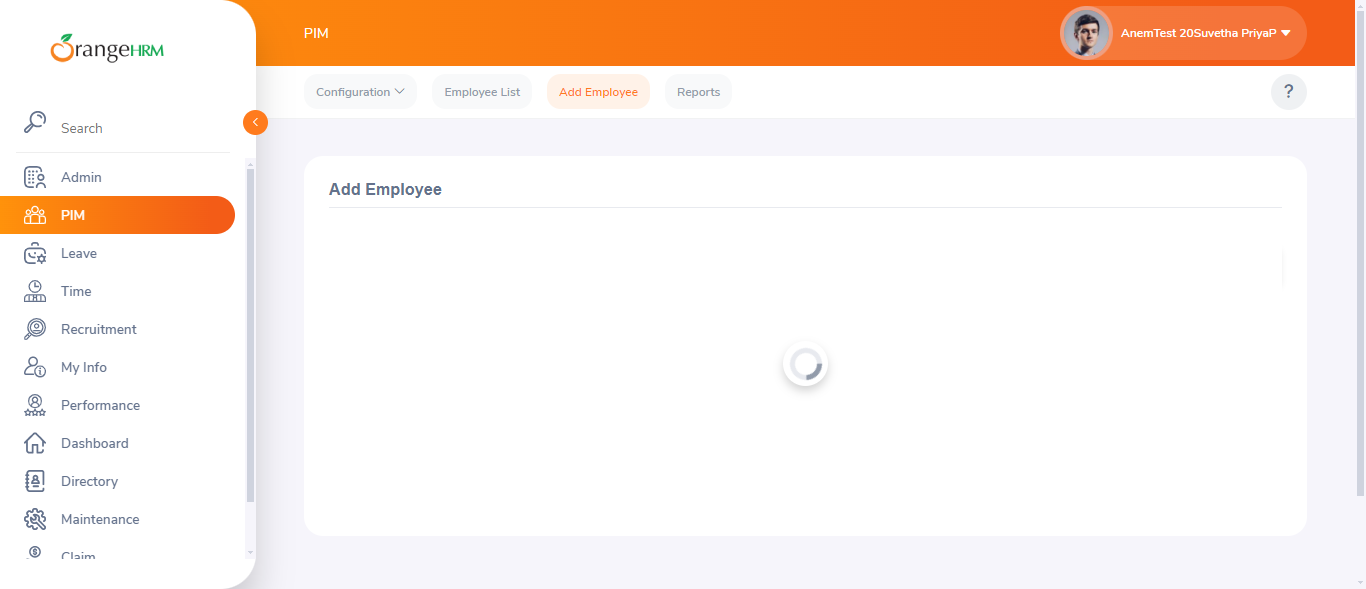 OrangeHRM
Search
Admin
PIM
Leave
Time
Recruitment
My Info
Performance
Dashboard
Directory
Maintenance
Claim
PIM
AnemTest 20Suvetha PriyaP
Configuration
Employee List
Add Employee
Reports
?
Add Employee